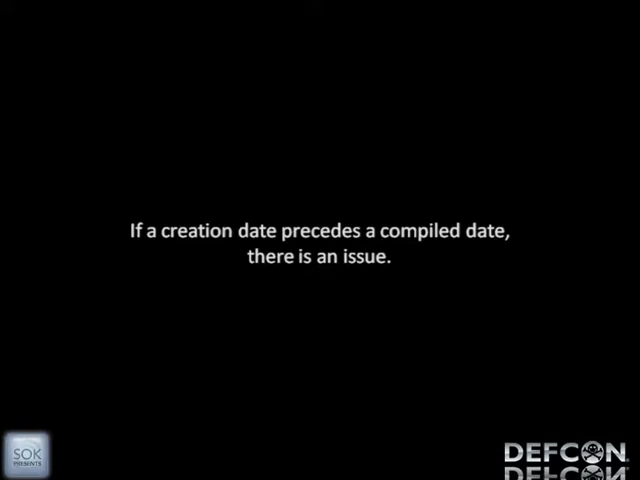 If a creation date precedes a compiled date,
there is an issue.
SOK
PRESENTS
DEFCON